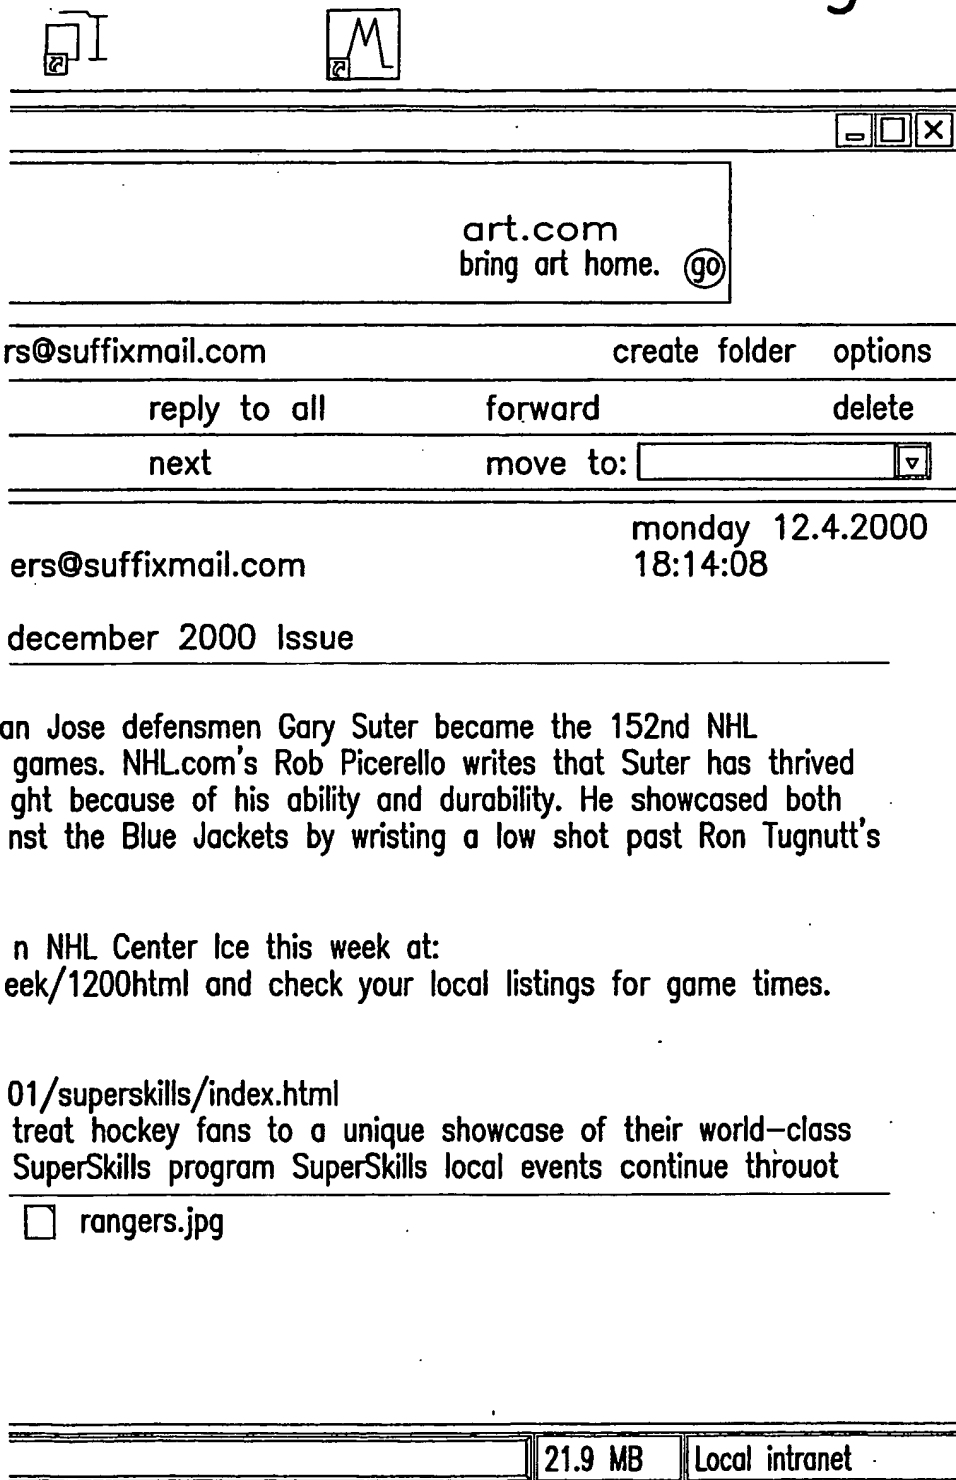 M
art.com
bring art home. go
rs@suffixmail.com create folder options
reply to all forward delete
next move to:
monday 12.4.2000
ers@suffixmail.com 18:14:08
december 2000 Issue
an Jose defensmen Gary Suter became the 152nd NHL
games. NHL.com's Rob Picerello writes that Suter has thrived
ght because of his ability and durability. He showcased both
nst the Blue Jackets by wristing a low shot past Ron Tugnutt's
n NHL Center Ice this week at:
eek/1200html and check your local listings for game times.
01/superskills/index.html
treat hockey fans to a unique showcase of their world-class
SuperSkills program SuperSkills local events continue throuot
rangers.jpg
21.9 MB Local intranet